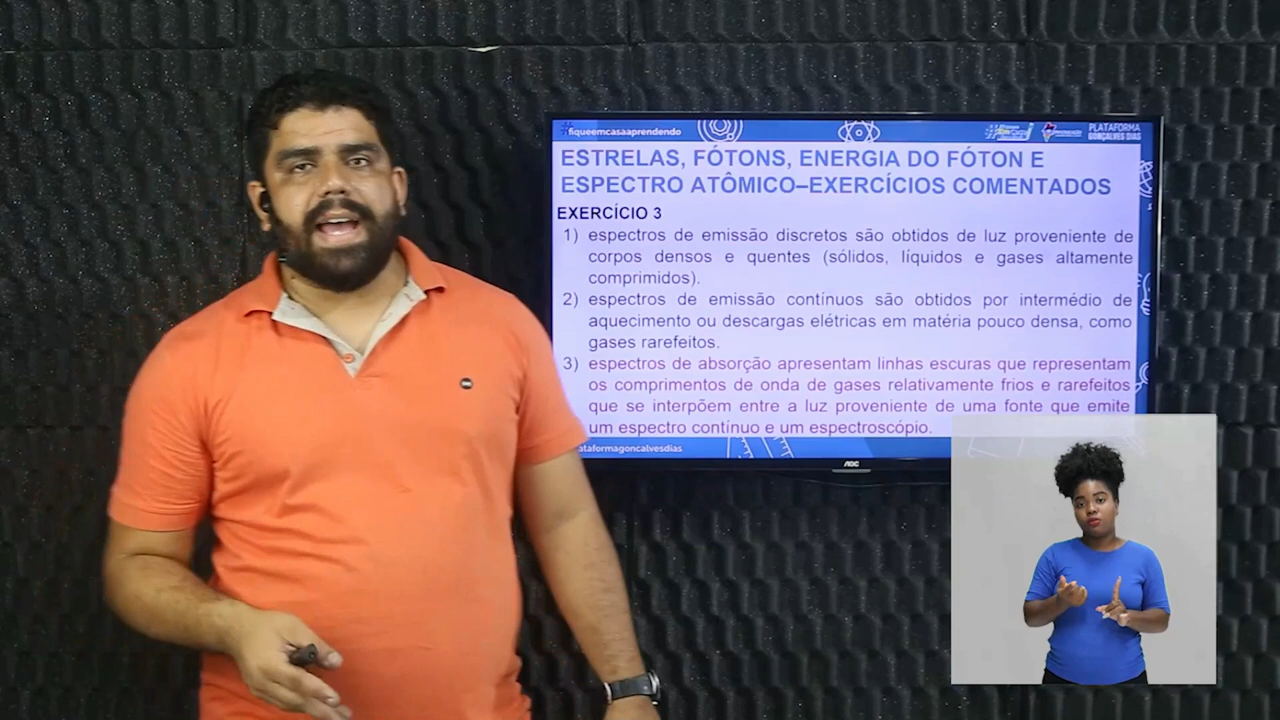 #fiqueemcasaaprendendo
PLATAFORMA
GONÇALVES DIAS
ESTRELAS, FÓTONS, ENERGIA DO FÓTON E
ESPECTRO ATÔMICO–EXERCÍCIOS COMENTADOS
EXERCÍCIO 3
1) espectros de emissão discretos são obtidos de luz proveniente de
corpos densos e quentes (sólidos, líquidos e gases altamente
comprimidos).
2) espectros de emissão contínuos são obtidos por intermédio de
aquecimento ou descargas elétricas em matéria pouco densa, como
gases rarefeitos.
3) espectros de absorção apresentam linhas escuras que representam
os comprimentos de onda de gases relativamente frios e rarefeitos
que se interpõem entre a luz proveniente de uma fonte que emite
um espectro contínuo e um espectroscópio.
ataformagoncalvesdias
AOC